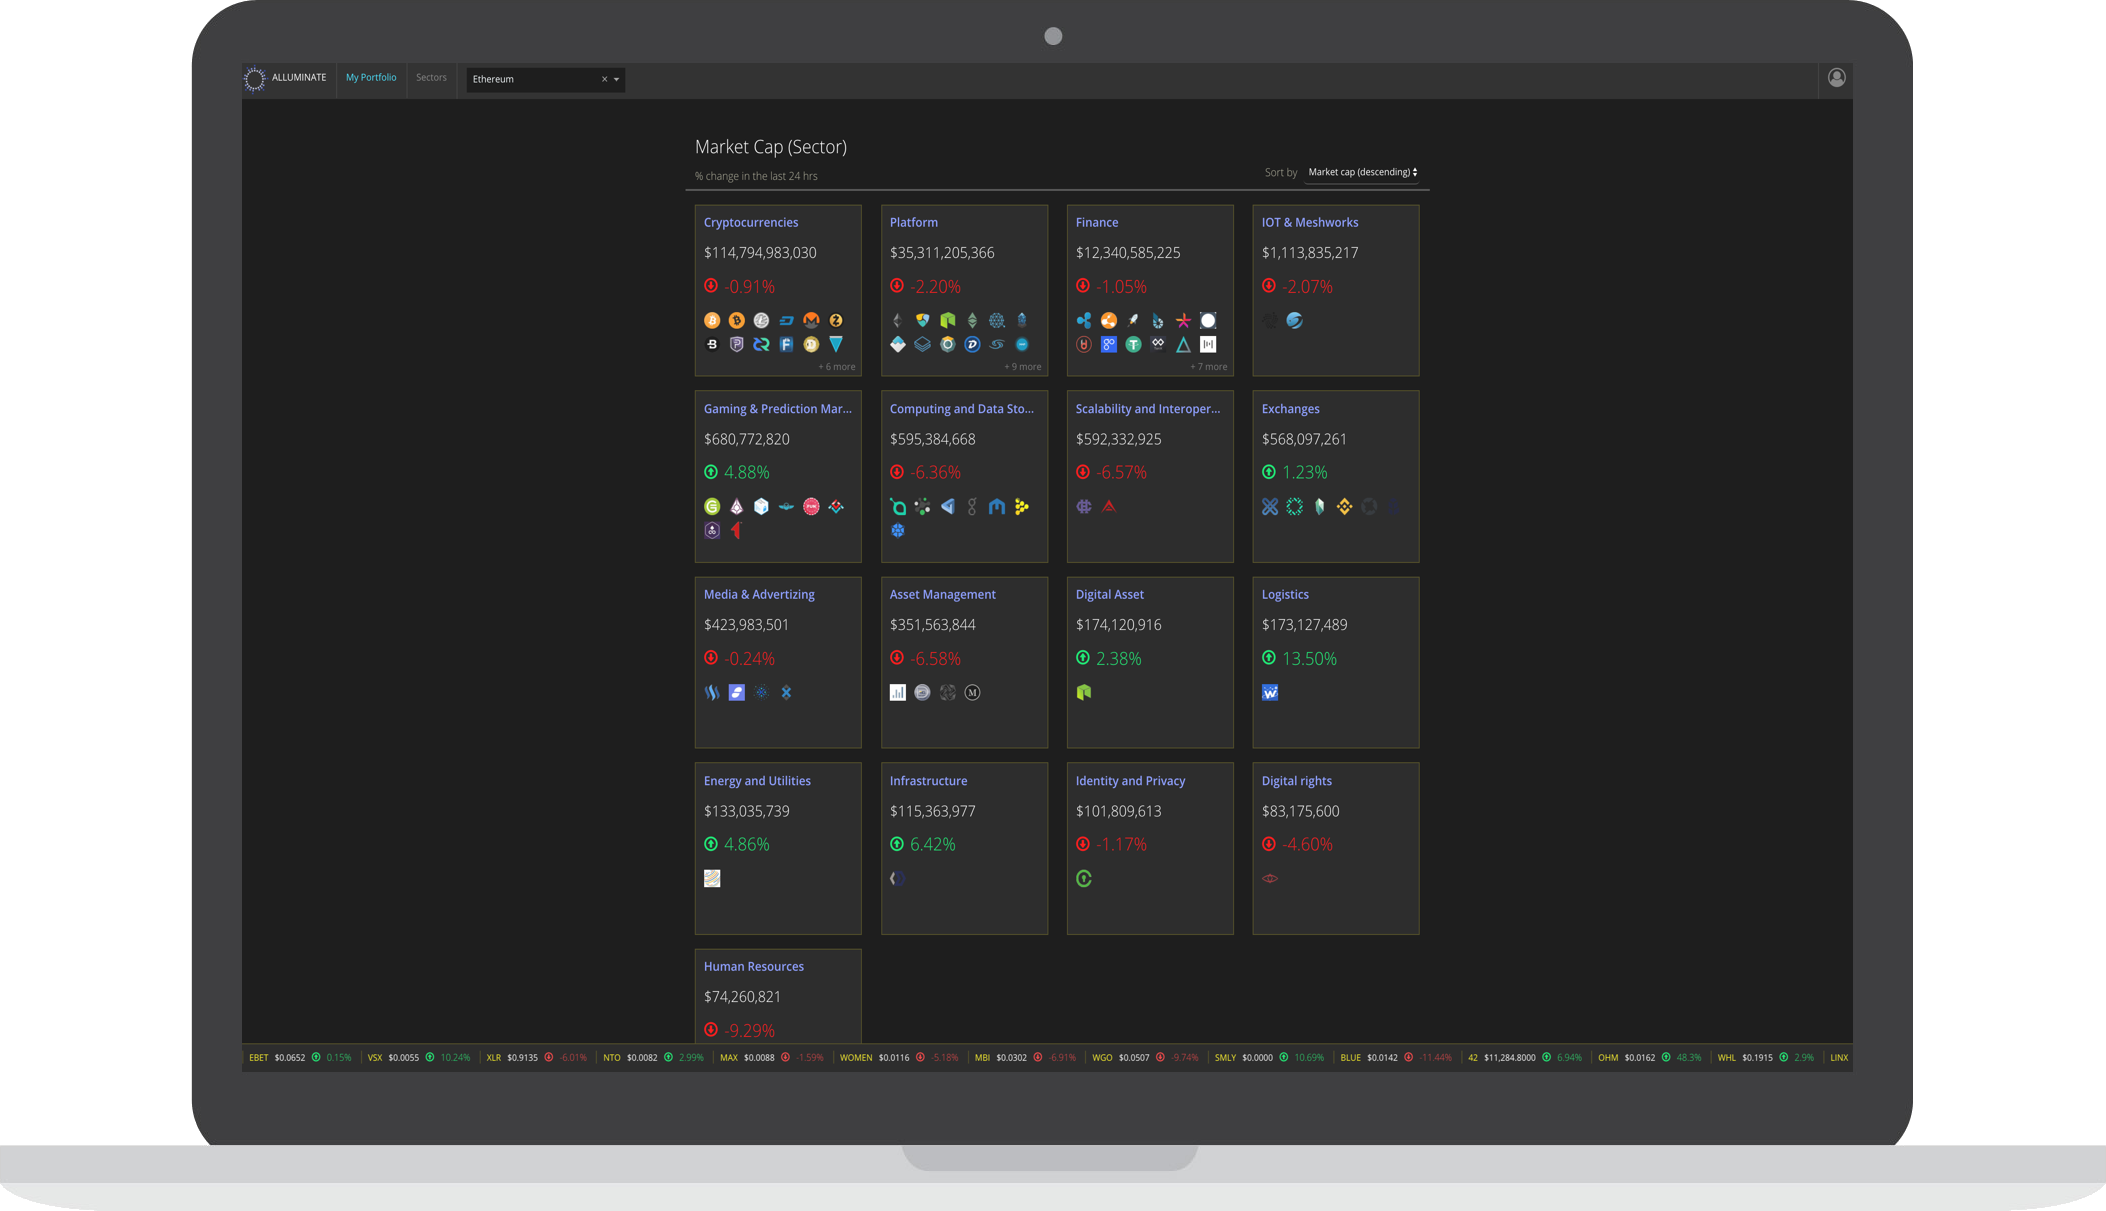 ALLUMINATE My Portfolio Sectors Ethereum
Market Cap (Sector)
% change in the last 24 hrs
Sort by Market cap (descending)
Cryptocurrencies
$114,794,983,030
-0.91%
+ 6 more
Platform
$35,311,205,366
-2.20%
+ 9 more
Finance
$12,340,585,225
-1.05%
+ 7 more
IOT & Meshworks
$1,113,835,217
-2.07%
Gaming & Prediction Mar...
$680,772,820
4.88%
Computing and Data Sto...
$595,384,668
-6.36%
Scalability and Interoper...
$592,332,925
-6.57%
Exchanges
$568,097,261
1.23%
Media & Advertizing
$423,983,501
-0.24%
Asset Management
$351,563,844
-6.58%
Digital Asset
$174,120,916
2.38%
Logistics
$173,127,489
13.50%
Energy and Utilities
$133,035,739
4.86%
Infrastructure
$115,363,977
6.42%
Identity and Privacy
$101,809,613
-1.17%
Digital rights
$83,175,600
-4.60%
Human Resources
$74,260,821
-9.29%
EBET $0.0652 0.15% VSX $0.0055 10.24% XLR $0.9135 -6.01% NTO $0.0082 2.99% MAX $0.0088 -1.59% WOMEN $0.0116 -5.18% MBI $0.0302 -6.91% WGO $0.0507 -9.74% SMLY $0.0000 10.69% BLUE $0.0142 -11.44% 42 $11,284.8000 6.94% OHM $0.0162 48.3% WHL $0.1915 2.9% LINX